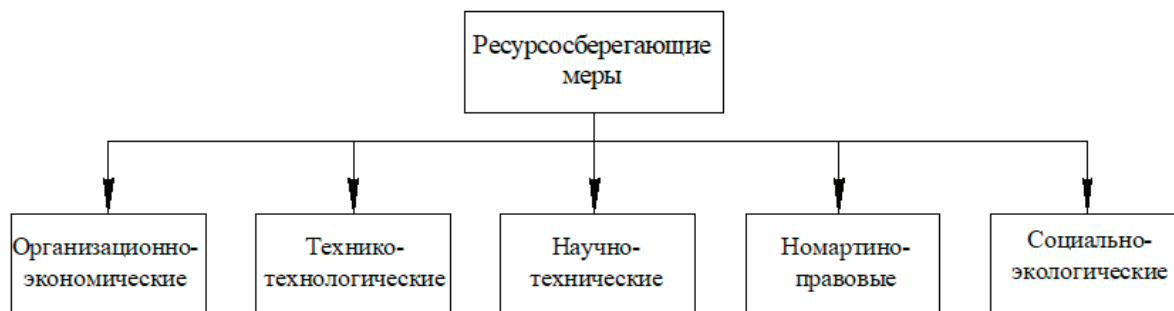 Ресурсосберегающие
меры
Организационно-
экономические
Технико-
технологические
Научно-
технические
Номартино-
правовые
Социально-
экологические